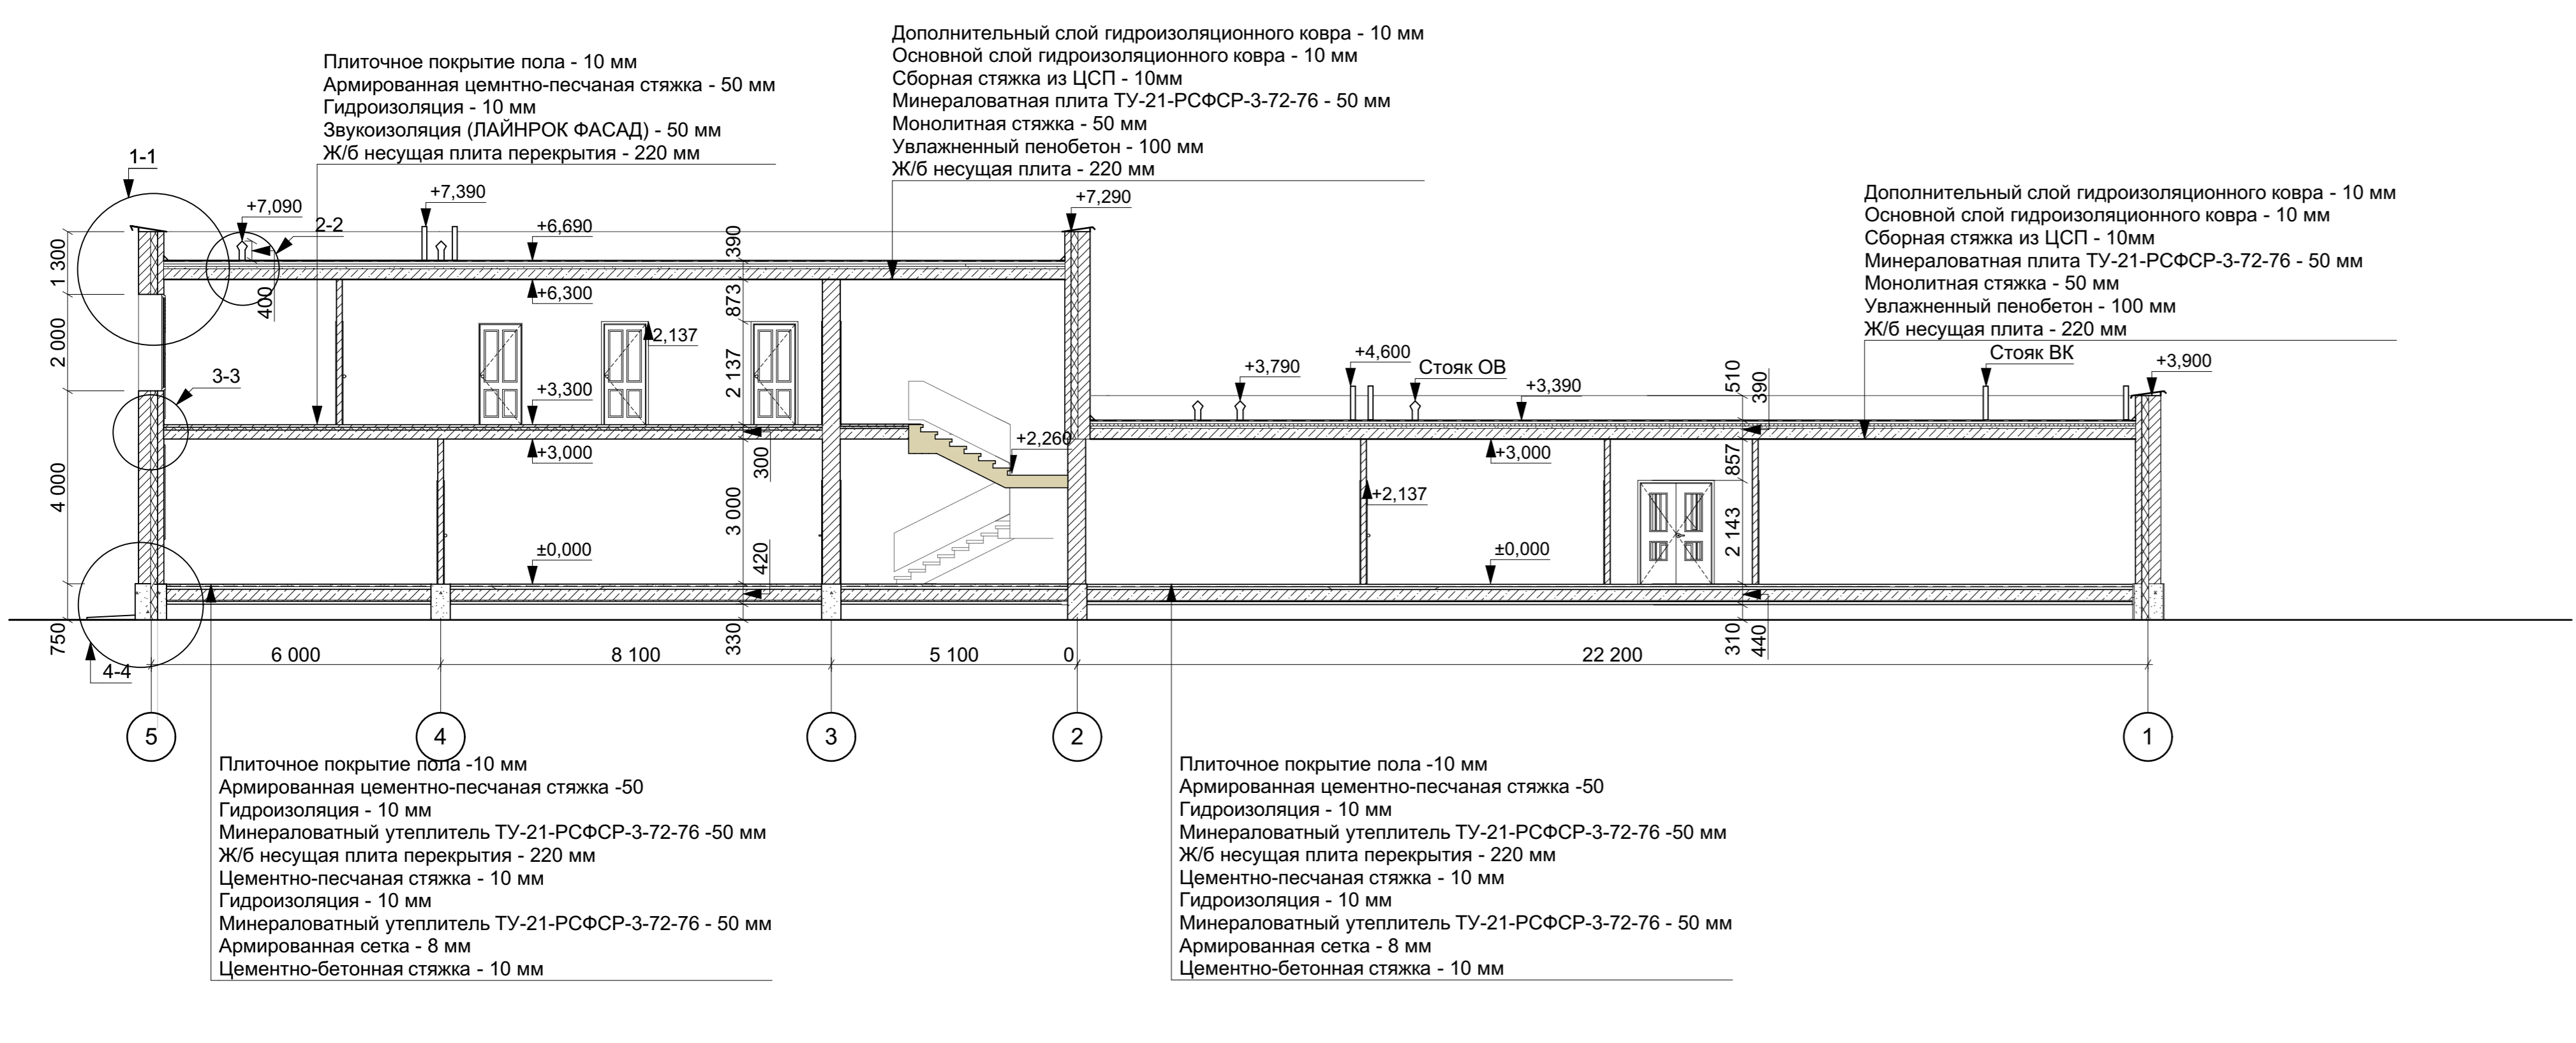 Дополнительный слой гидроизоляционного ковра - 10 мм
Основной слой гидроизоляционного ковра - 10 мм
Сборная стяжка из ЦСП - 10мм
Минераловатная плита ТУ-21-РСФСР-3-72-76 - 50 мм
Монолитная стяжка - 50 мм
Увлажненный пенобетон - 100 мм
Ж/б несущая плита - 220 мм
Плиточное покрытие пола - 10 мм
Армированная цемнтно-песчаная стяжка - 50 мм
Гидроизоляция - 10 мм
Звукоизоляция (ЛАЙНРОК ФАСАД) - 50 мм
Ж/б несущая плита перекрытия - 220 мм
Дополнительный слой гидроизоляционного ковра - 10 мм
Основной слой гидроизоляционного ковра - 10 мм
Сборная стяжка из ЦСП - 10мм
Минераловатная плита ТУ-21-РСФСР-3-72-76 - 50 мм
Монолитная стяжка - 50 мм
Увлажненный пенобетон - 100 мм
Ж/б несущая плита - 220 мм
1-1
+7,090
2-2
+7,390
+6,690
390
+7,290
1 300
400
+6,300
873
2 000
2,137
2 137
3-3
+3,300
+3,790
+4,600
Стояк ОВ
+3,390
510
390
Стояк ВК
+3,900
4 000
+3,000
300
+2,260
+3,000
857
3 000
+2,137
2 143
±0,000
420
±0,000
750
330
310
440
4-4
6 000
8 100
5 100
0
22 200
5
4
3
2
1
Плиточное покрытие пола -10 мм
Армированная цементно-песчаная стяжка -50
Гидроизоляция - 10 мм
Минераловатный утеплитель ТУ-21-РСФСР-3-72-76 -50 мм
Ж/б несущая плита перекрытия - 220 мм
Цементно-песчаная стяжка - 10 мм
Гидроизоляция - 10 мм
Минераловатный утеплитель ТУ-21-РСФСР-3-72-76 - 50 мм
Армированная сетка - 8 мм
Цементно-бетонная стяжка - 10 мм
Плиточное покрытие пола -10 мм
Армированная цементно-песчаная стяжка -50
Гидроизоляция - 10 мм
Минераловатный утеплитель ТУ-21-РСФСР-3-72-76 -50 мм
Ж/б несущая плита перекрытия - 220 мм
Цементно-песчаная стяжка - 10 мм
Гидроизоляция - 10 мм
Минераловатный утеплитель ТУ-21-РСФСР-3-72-76 - 50 мм
Армированная сетка - 8 мм
Цементно-бетонная стяжка - 10 мм